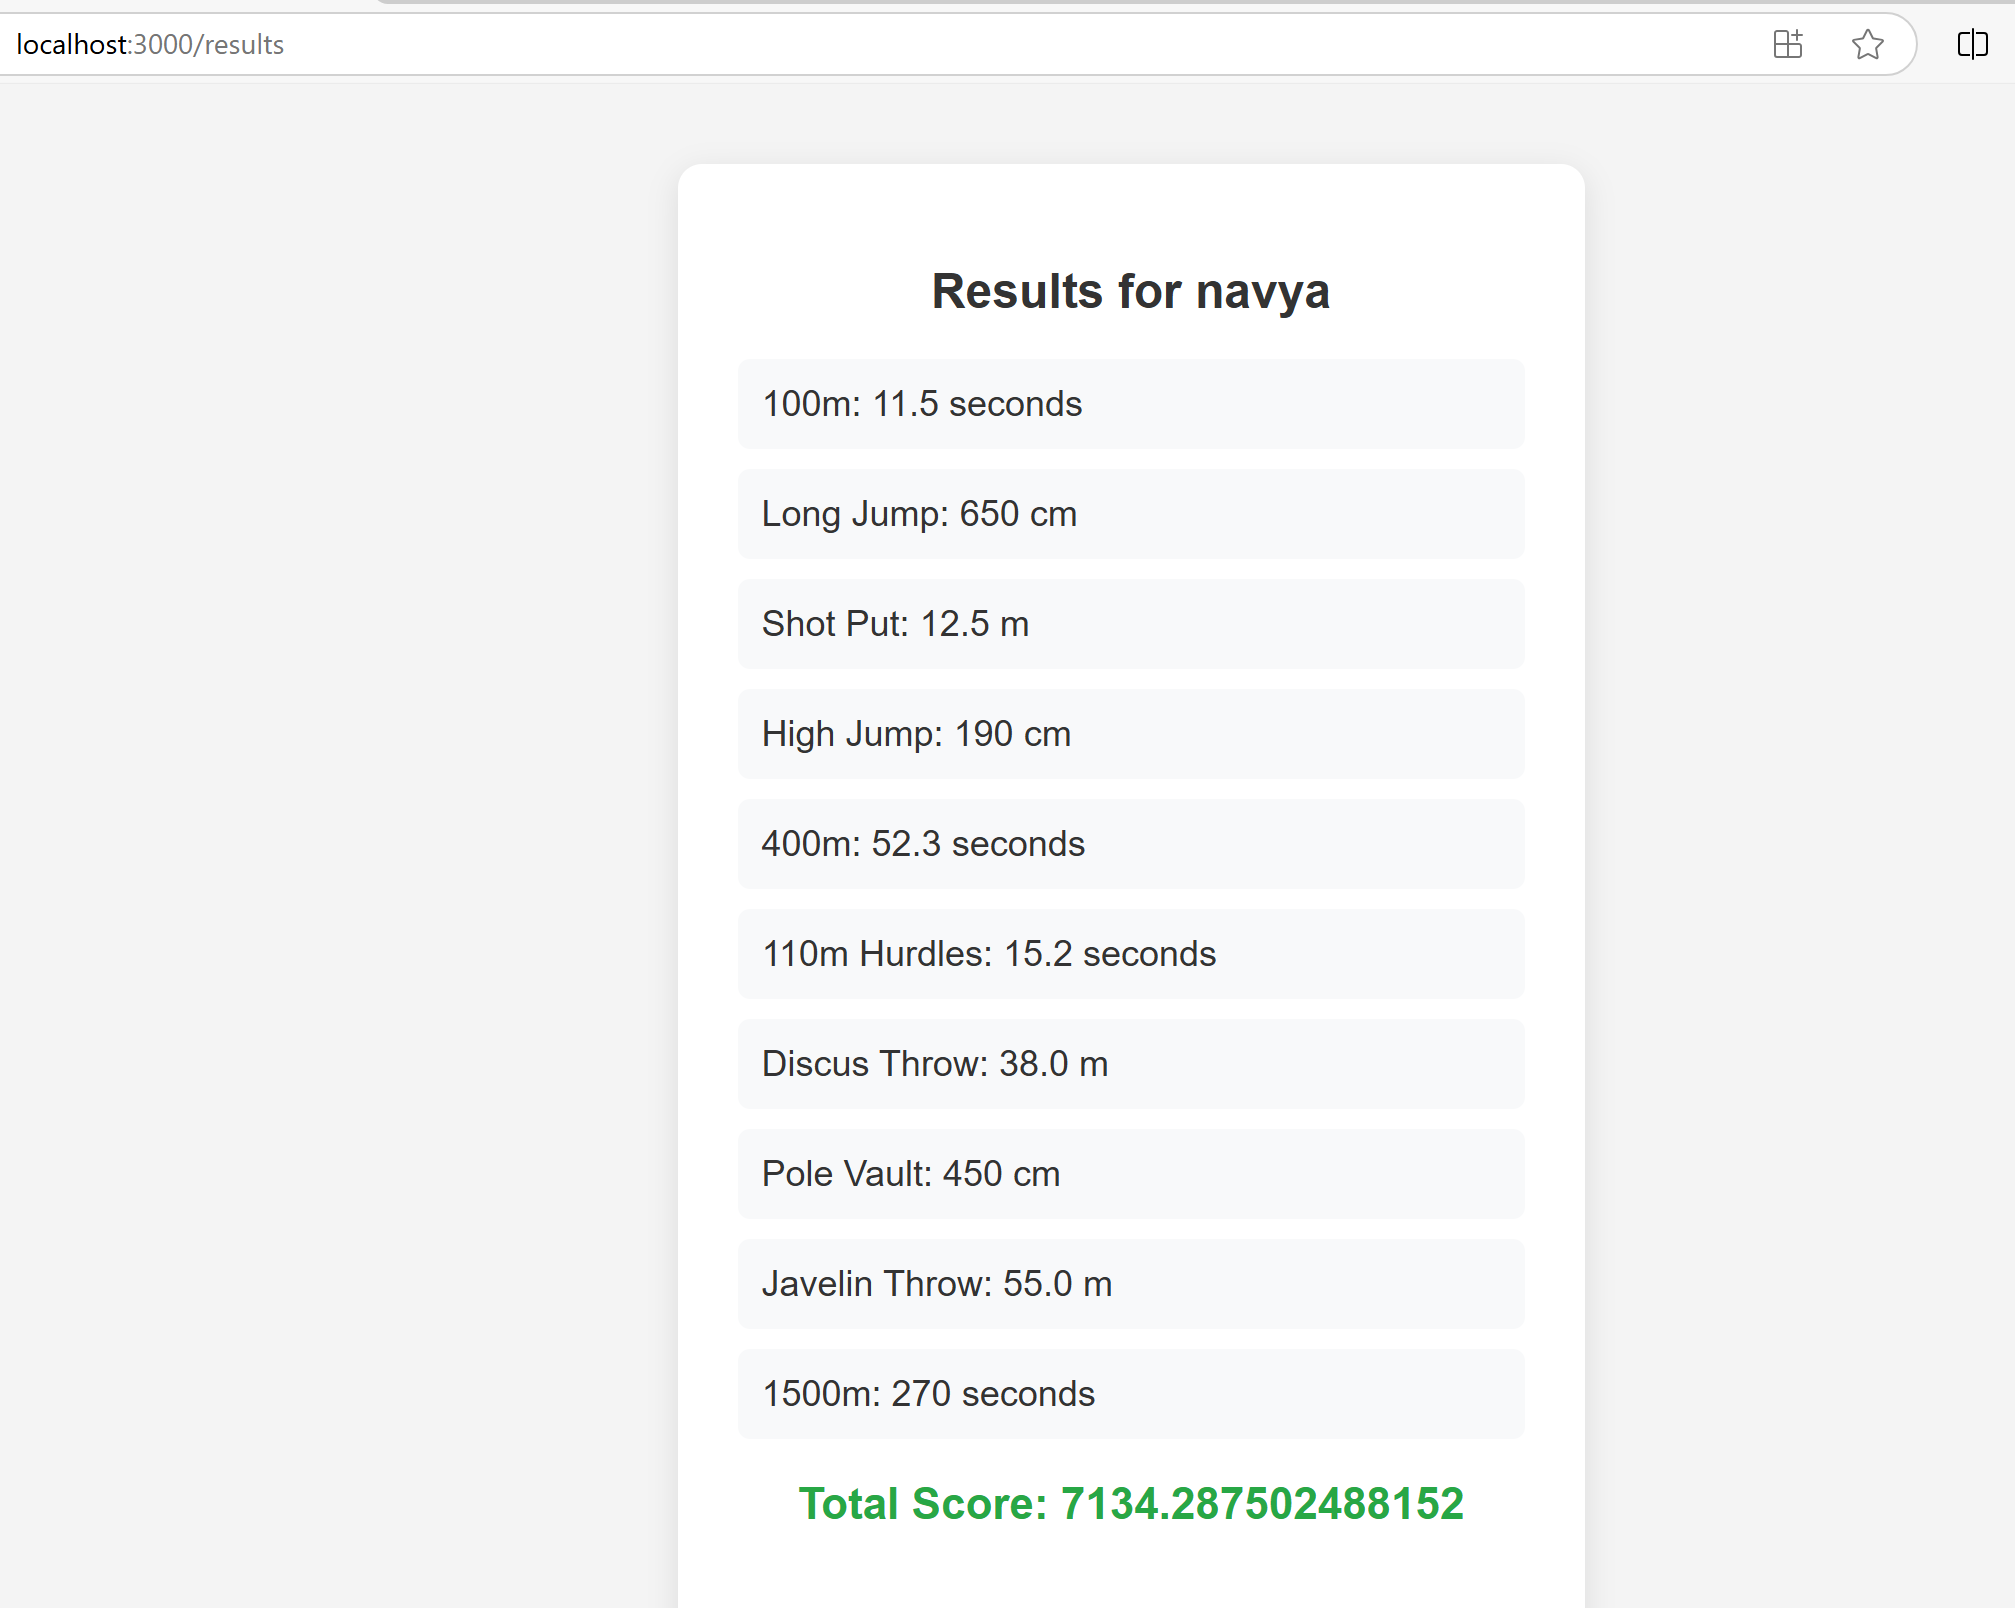 localhost:3000/results
Results for navya
100m: 11.5 seconds
Long Jump: 650 cm
Shot Put: 12.5 m
High Jump: 190 cm
400m: 52.3 seconds
110m Hurdles: 15.2 seconds
Discus Throw: 38.0 m
Pole Vault: 450 cm
Javelin Throw: 55.0 m
1500m: 270 seconds
Total Score: 7134.287502488152